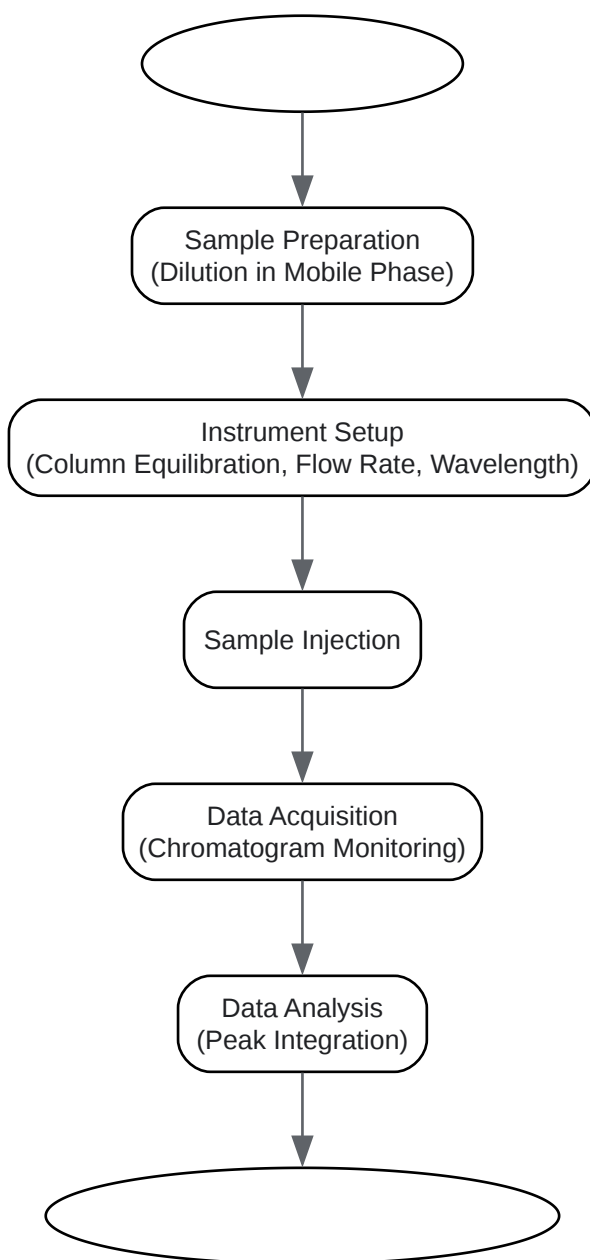 Sample Preparation
(Dilution in Mobile Phase)
Instrument Setup
(Column Equilibration, Flow Rate, Wavelength)
Sample Injection
Data Acquisition
(Chromatogram Monitoring)
Data Analysis
(Peak Integration)